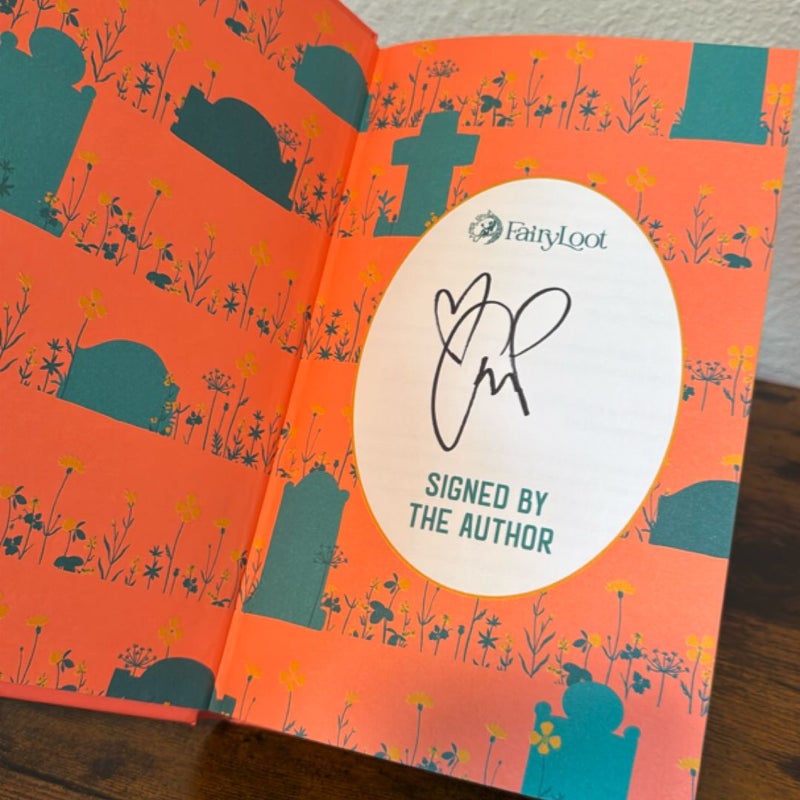 FairyLoot
SIGNED BY
THE AUTHOR